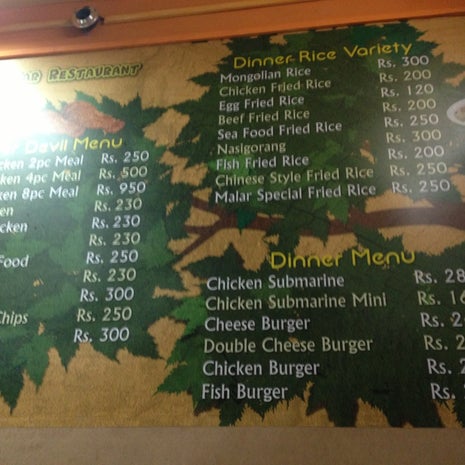 Restaurant
Devil Menu
cken 2pc Meal Rs. 250
cken 4pc Meal Rs. 500
ken 8pc Meal Rs. 950
en Rs. 230
cken Rs. 230
Rs. 230
Food Rs. 250
Rs. 230
Rs. 300
Chips Rs. 250
Rs. 300
Dinner Rice Variety
Mongolian Rice Rs. 300
Chicken Fried Rice Rs. 200
Egg Fried Rice Rs. 120
Beef Fried Rice Rs. 200
Sea Food Fried Rice Rs. 250
Nasigorang Rs. 300
Fish Fried Rice Rs. 200
Chinese Style Fried Rice Rs. 250
Malar Special Fried Rice Rs. 250
Dinner Menu
Chicken Submarine Rs. 28
Chicken Submarine Mini Rs. 1
Cheese Burger Rs. 2
Double Cheese Burger Rs. 2
Chicken Burger Rs.
Fish Burger Rs.